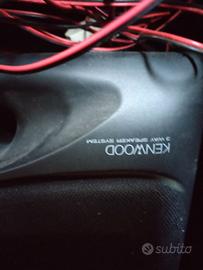 KENWOOD
3 WAY SPEAKER SYSTEM
subito